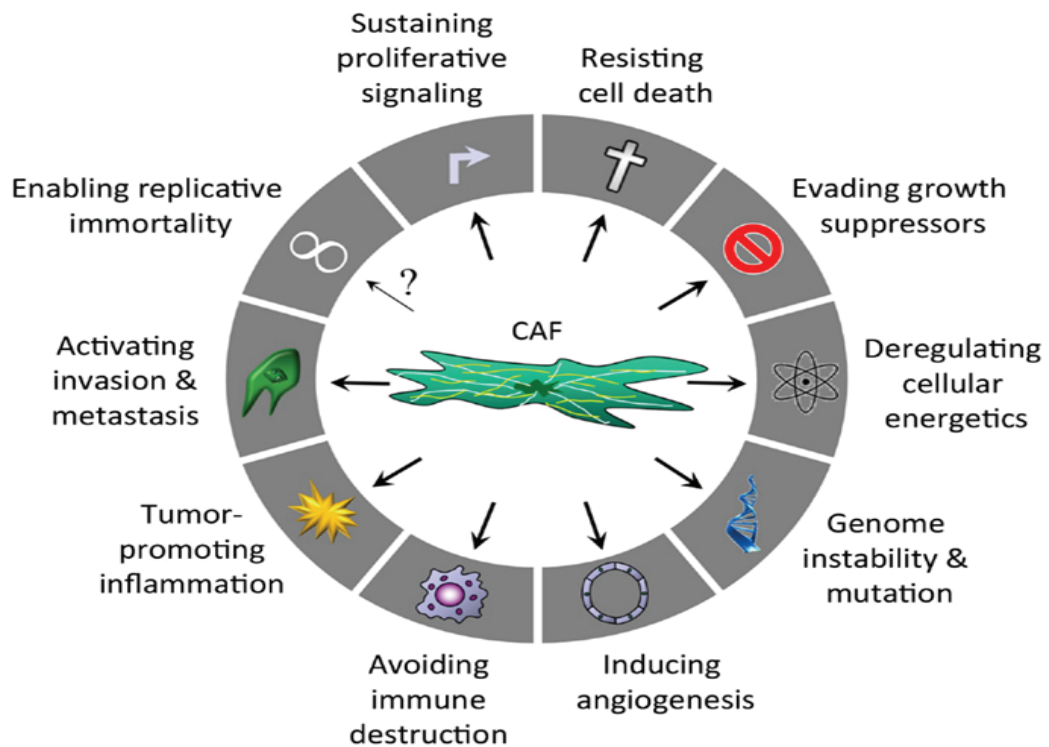 Sustaining
proliferative
signaling
Resisting
cell death
Enabling replicative
immortality
Evading growth
suppressors
?
CAF
Activating
invasion &
metastasis
Deregulating
cellular
energetics
Tumor-
promoting
inflammation
Genome
instability &
mutation
Avoiding
immune
destruction
Inducing
angiogenesis